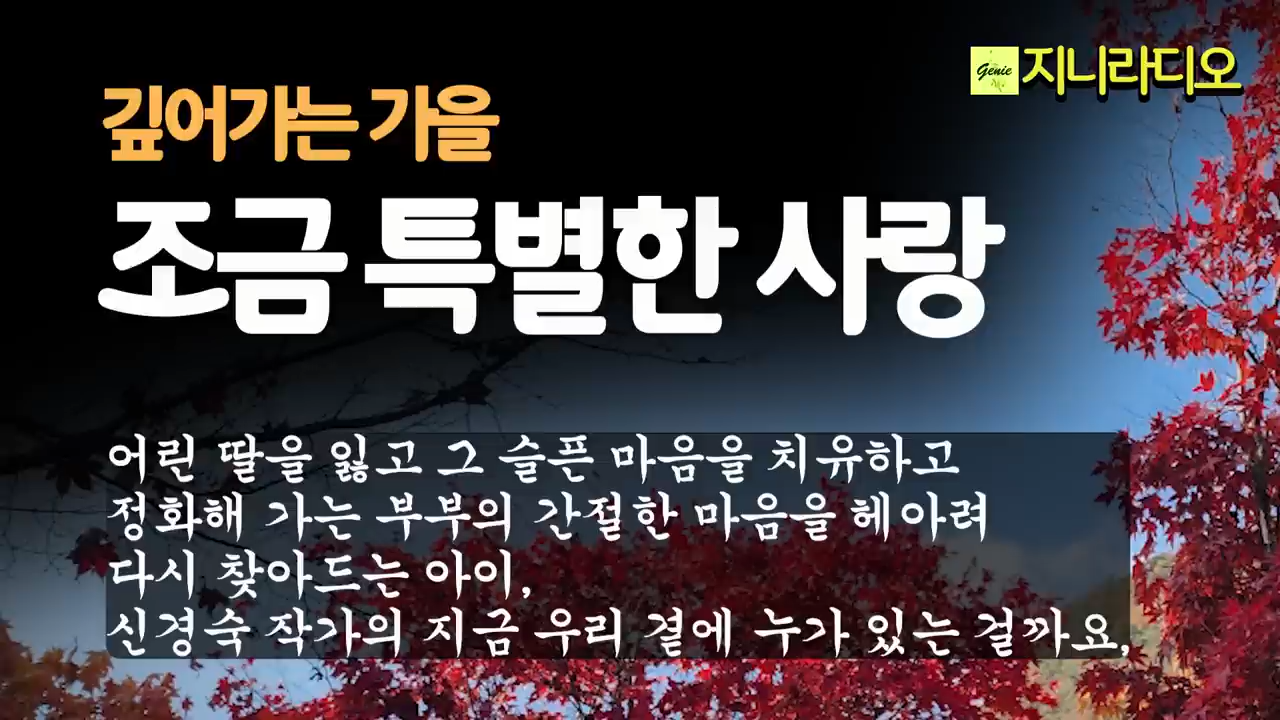 Genie 지니라디오
깊어가는 가을
조금 특별한 사랑
어린 딸을 잃고 그 슬픈 마음을 치유하고
정화해 가는 부부의 간절한 마음을 헤아려
다시 찾아드는 아이,
신경숙 작가의 지금 우리 곁에 누가 있는 걸까요,